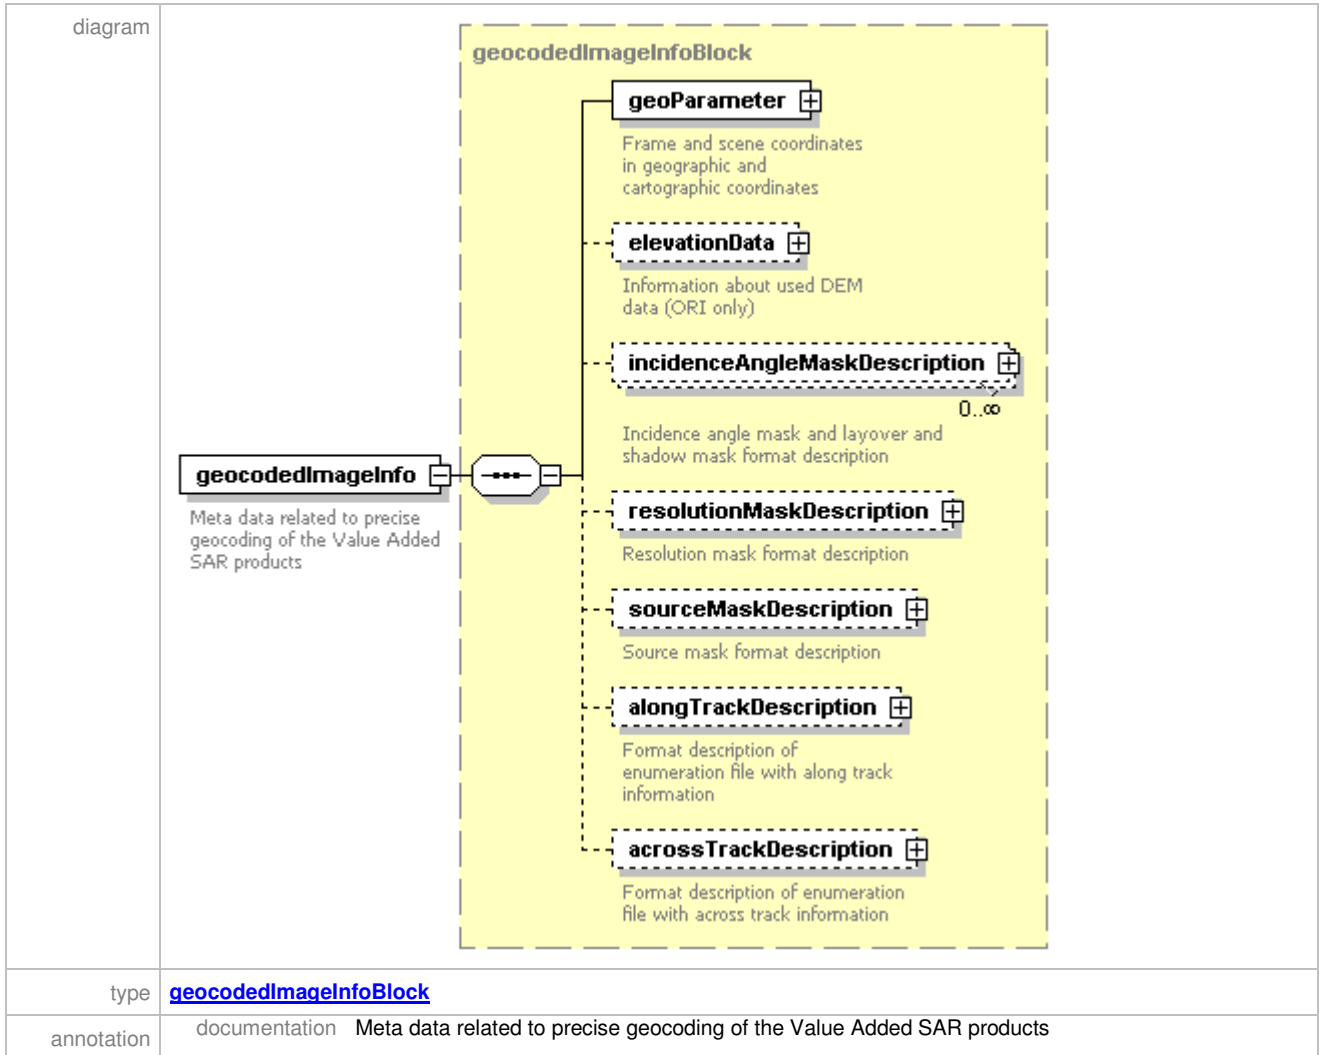 diagram
geocodedImageInfoBlock
geoParameter
Frame and scene coordinates
in geographic and
cartographic coordinates
elevationData
Information about used DEM
data (ORI only)
incidenceAngleMaskDescription
0..∞
Incidence angle mask and layover and
shadow mask format description
geocodedImageInfo
Meta data related to precise
geocoding of the Value Added
SAR products
resolutionMaskDescription
Resolution mask format description
sourceMaskDescription
Source mask format description
alongTrackDescription
Format description of
enumeration file with along track
information
acrossTrackDescription
Format description of enumeration
file with across track information
type geocodedImageInfoBlock
annotation documentation Meta data related to precise geocoding of the Value Added SAR products